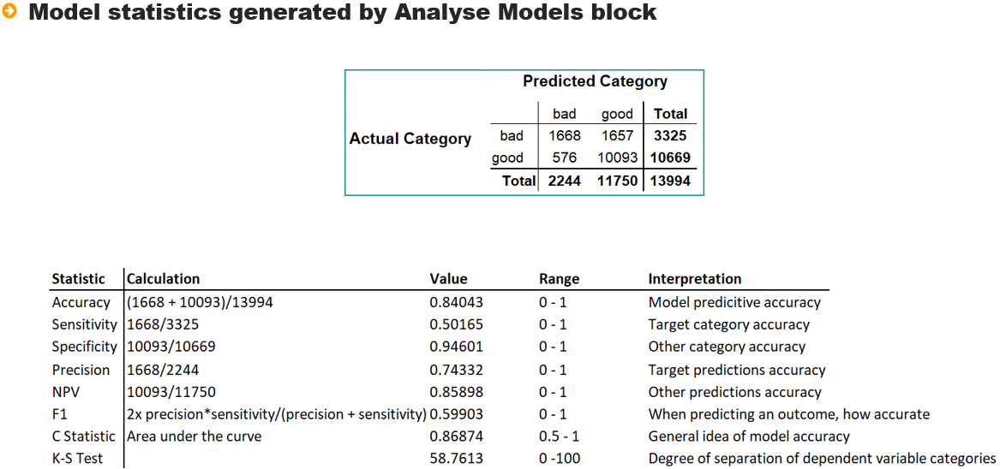 Model statistics generated by Analyse Models block
Predicted Category
bad good Total
Actual Category bad 1668 1657 3325
good 576 10093 10669
Total 2244 11750 13994
Statistic Calculation Value Range Interpretation
Accuracy (1668 + 10093)/13994 0.84043 0 - 1 Model predicitive accuracy
Sensitivity 1668/3325 0.50165 0 - 1 Target category accuracy
Specificity 10093/10669 0.94601 0 - 1 Other category accuracy
Precision 1668/2244 0.74332 0 - 1 Target predictions accuracy
NPV 10093/11750 0.85898 0 - 1 Other predictions accuracy
F1 2x precision*sensitivity/(precision + sensitivity) 0.59903 0 - 1 When predicting an outcome, how accurate
C Statistic Area under the curve 0.86874 0.5 - 1 General idea of model accuracy
K-S Test 58.7613 0 -100 Degree of separation of dependent variable categories